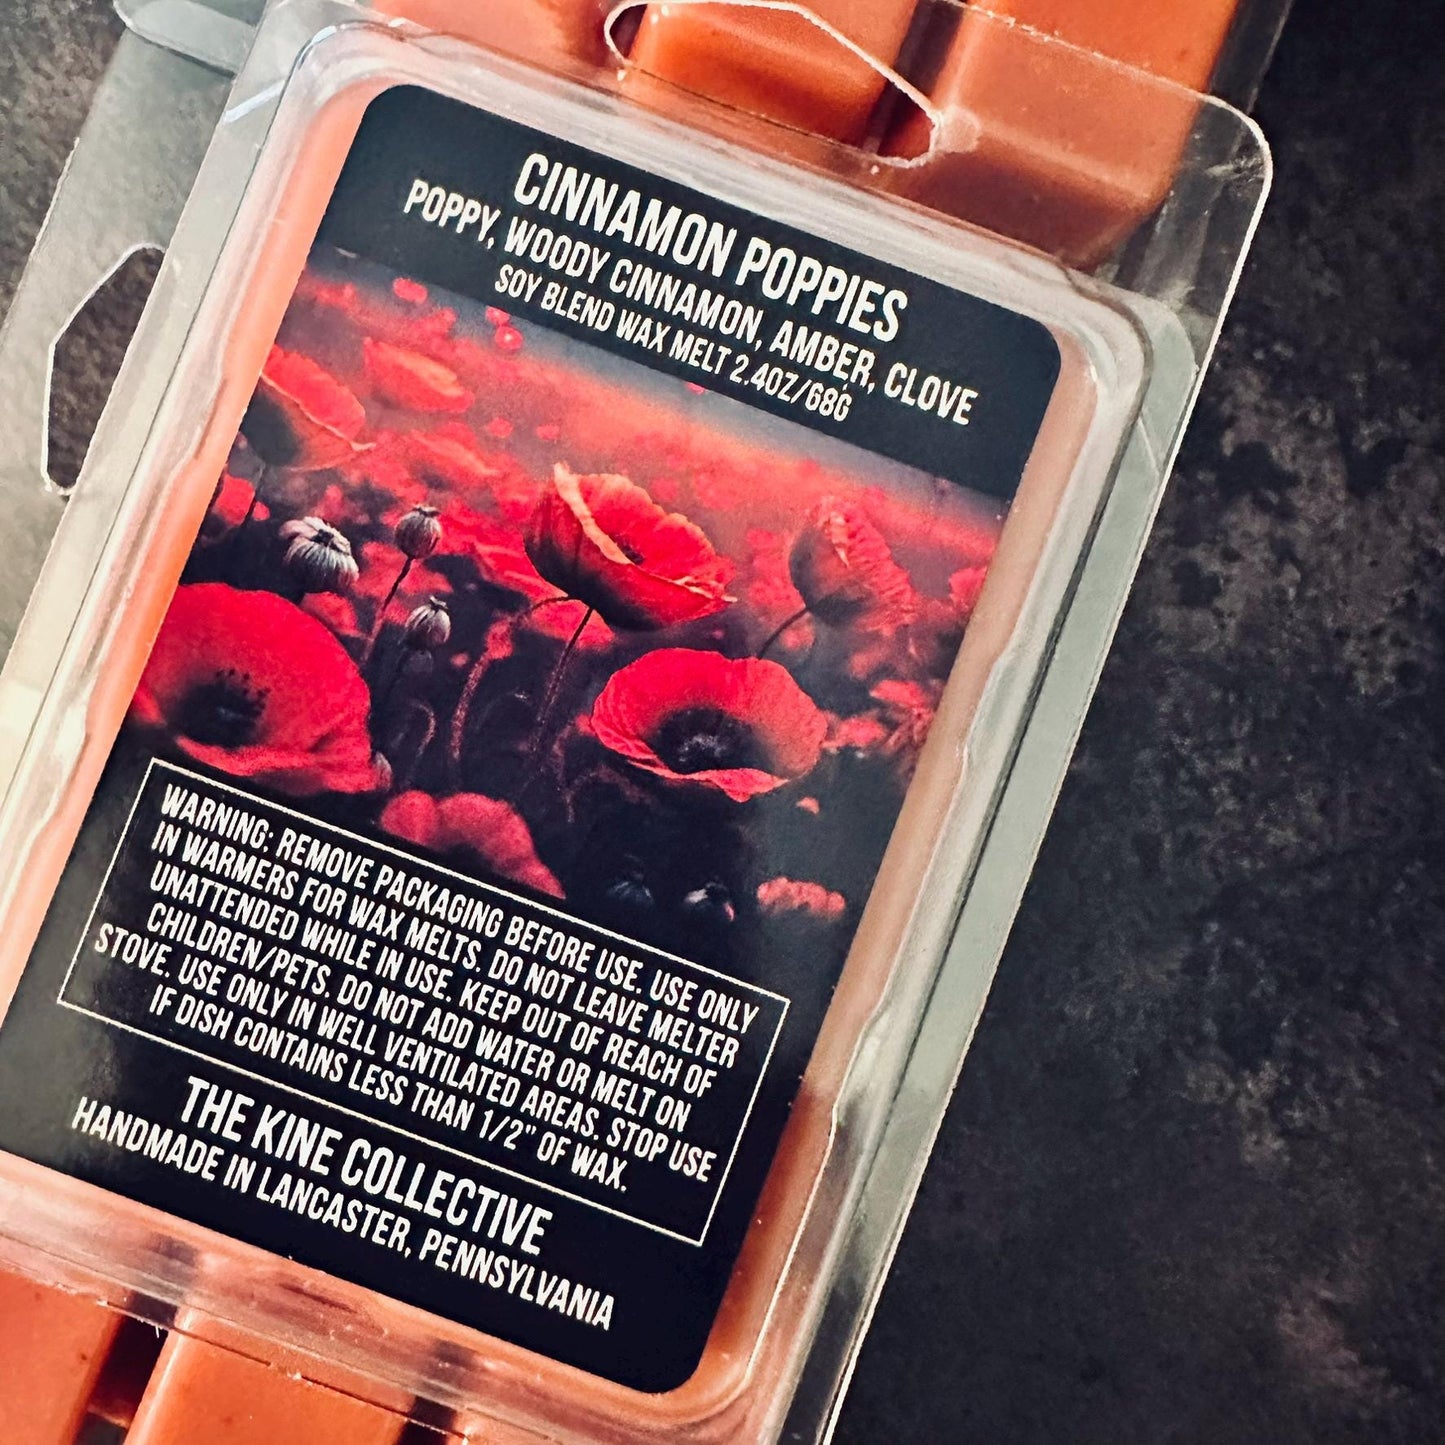 CINNAMON POPPIES
POPPY, WOODY CINNAMON, AMBER, CLOVE
SOY BLEND WAX MELT 2.4OZ/68G
WARNING: REMOVE PACKAGING BEFORE USE. USE ONLY
IN WARMERS FOR WAX MELTS. DO NOT LEAVE MELTER
UNATTENDED WHILE IN USE. KEEP OUT OF REACH OF
CHILDREN/PETS. DO NOT ADD WATER OR MELT ON
STOVE. USE ONLY IN WELL VENTILATED AREAS. STOP USE
IF DISH CONTAINS LESS THAN 1/2" OF WAX.
THE KINE COLLECTIVE
HANDMADE IN LANCASTER, PENNSYLVANIA